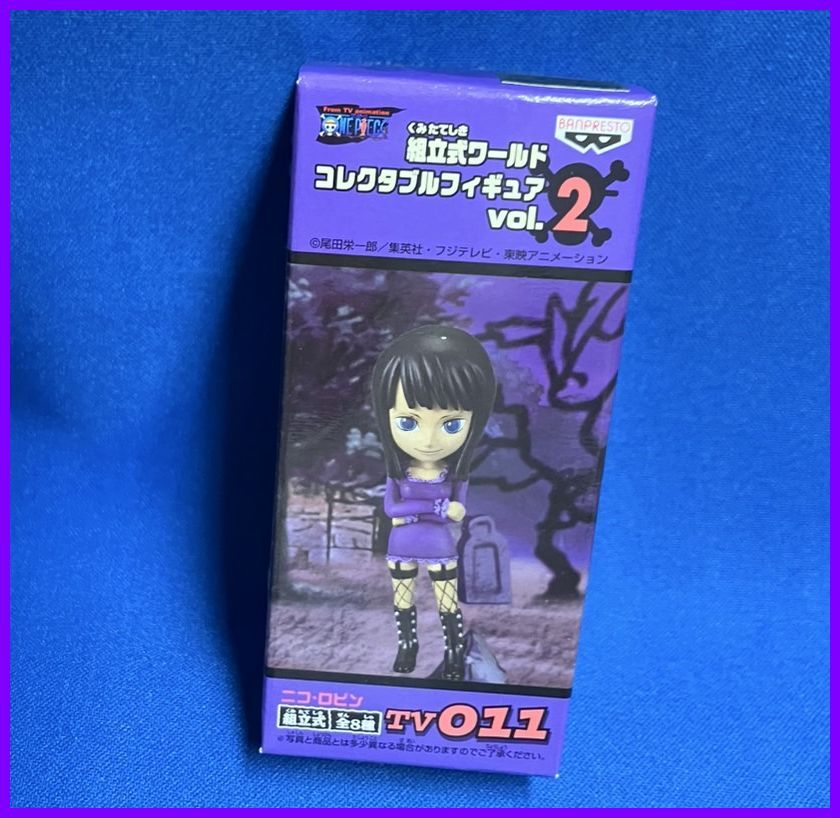 From TV animation
ONE PIECE
BANPRESTO
くみたてしき
組立式ワールド
コレクタブルフィギュア
vol.2
©尾田栄一郎／集英社・フジテレビ・東映アニメーション
ニコ・ロビン
組立式 全8種 TV011
※写真と商品とは多少異なる場合がありますのでご了承ください。